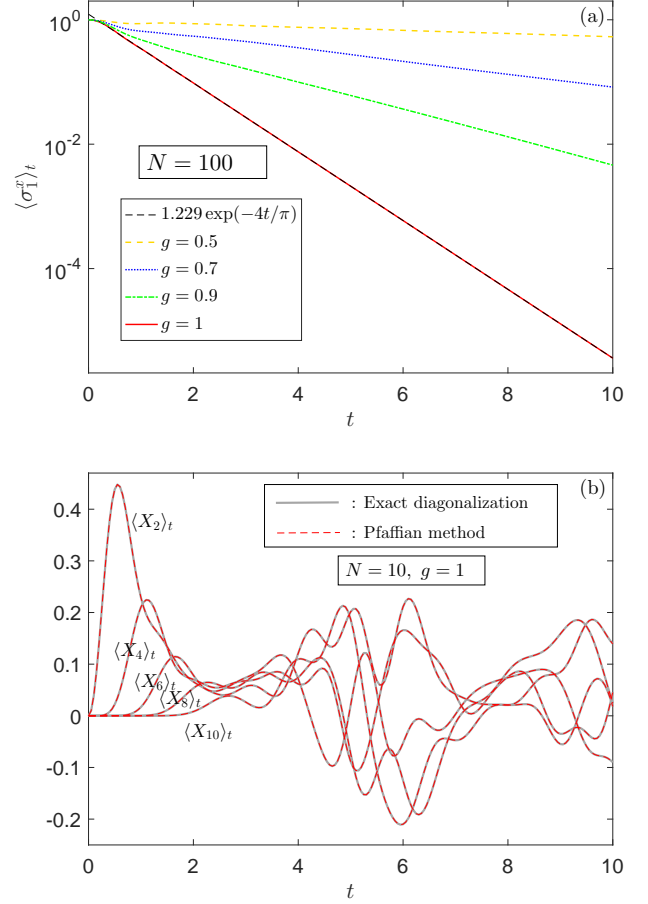 (a)
10^0
10^{-2}
10^{-4}
⟨σ_1^x⟩_t
N = 100
1.229 exp(−4t/π)
g = 0.5
g = 0.7
g = 0.9
g = 1
0 2 4 6 8 10
t
(b)
0.4
0.3
0.2
0.1
0
-0.1
-0.2
: Exact diagonalization
: Pfaffian method
N = 10, g = 1
⟨X_2⟩_t
⟨X_4⟩_t
⟨X_6⟩_t
⟨X_8⟩_t
⟨X_{10}⟩_t
0 2 4 6 8 10
t